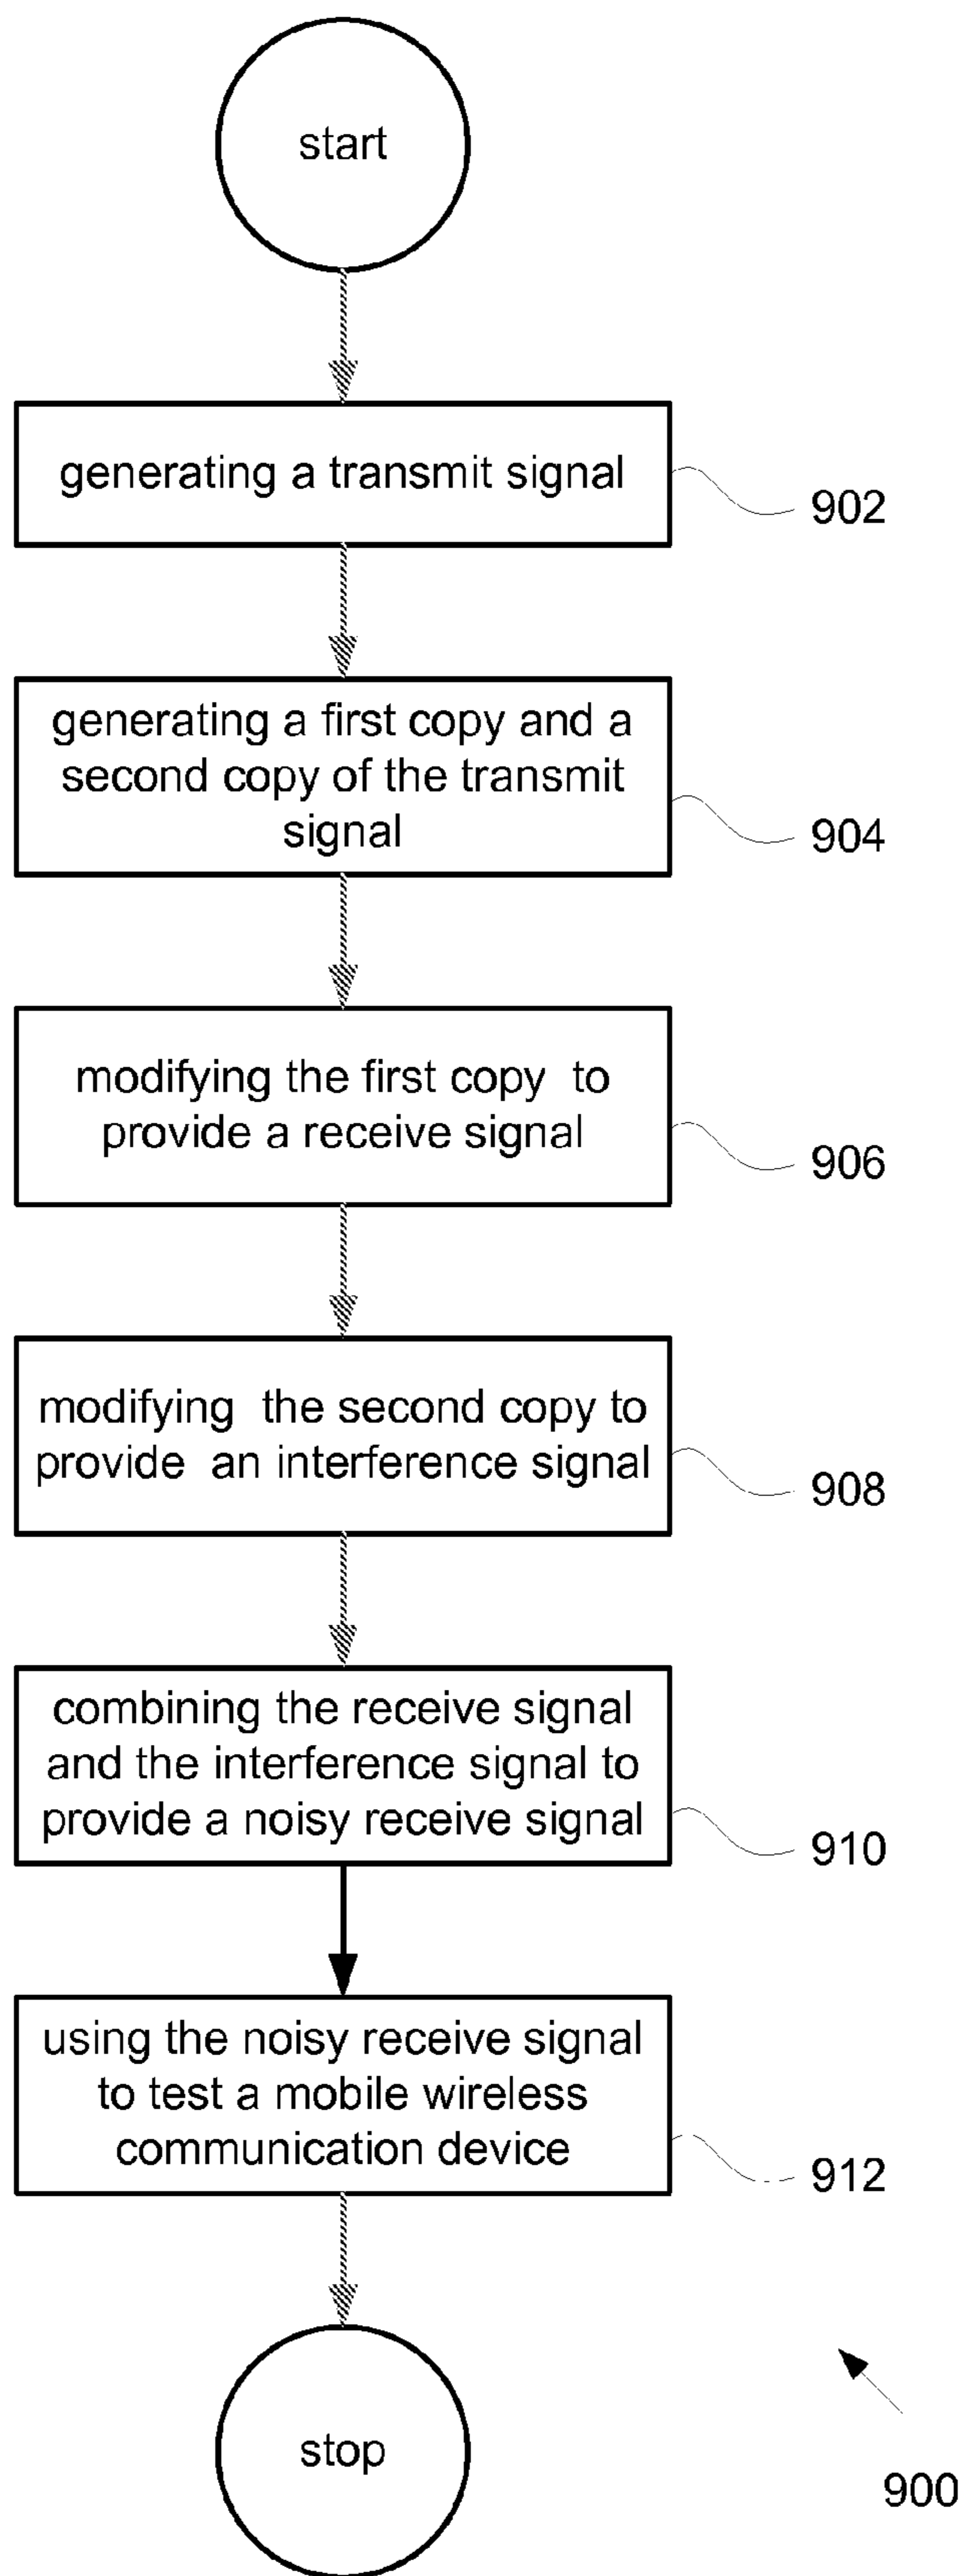 start
generating a transmit signal
902
generating a first copy and a
second copy of the transmit
signal
904
modifying the first copy to
provide a receive signal
906
modifying the second copy to
provide an interference signal
908
combining the receive signal
and the interference signal to
provide a noisy receive signal
910
using the noisy receive signal
to test a mobile wireless
communication device
912
stop
900